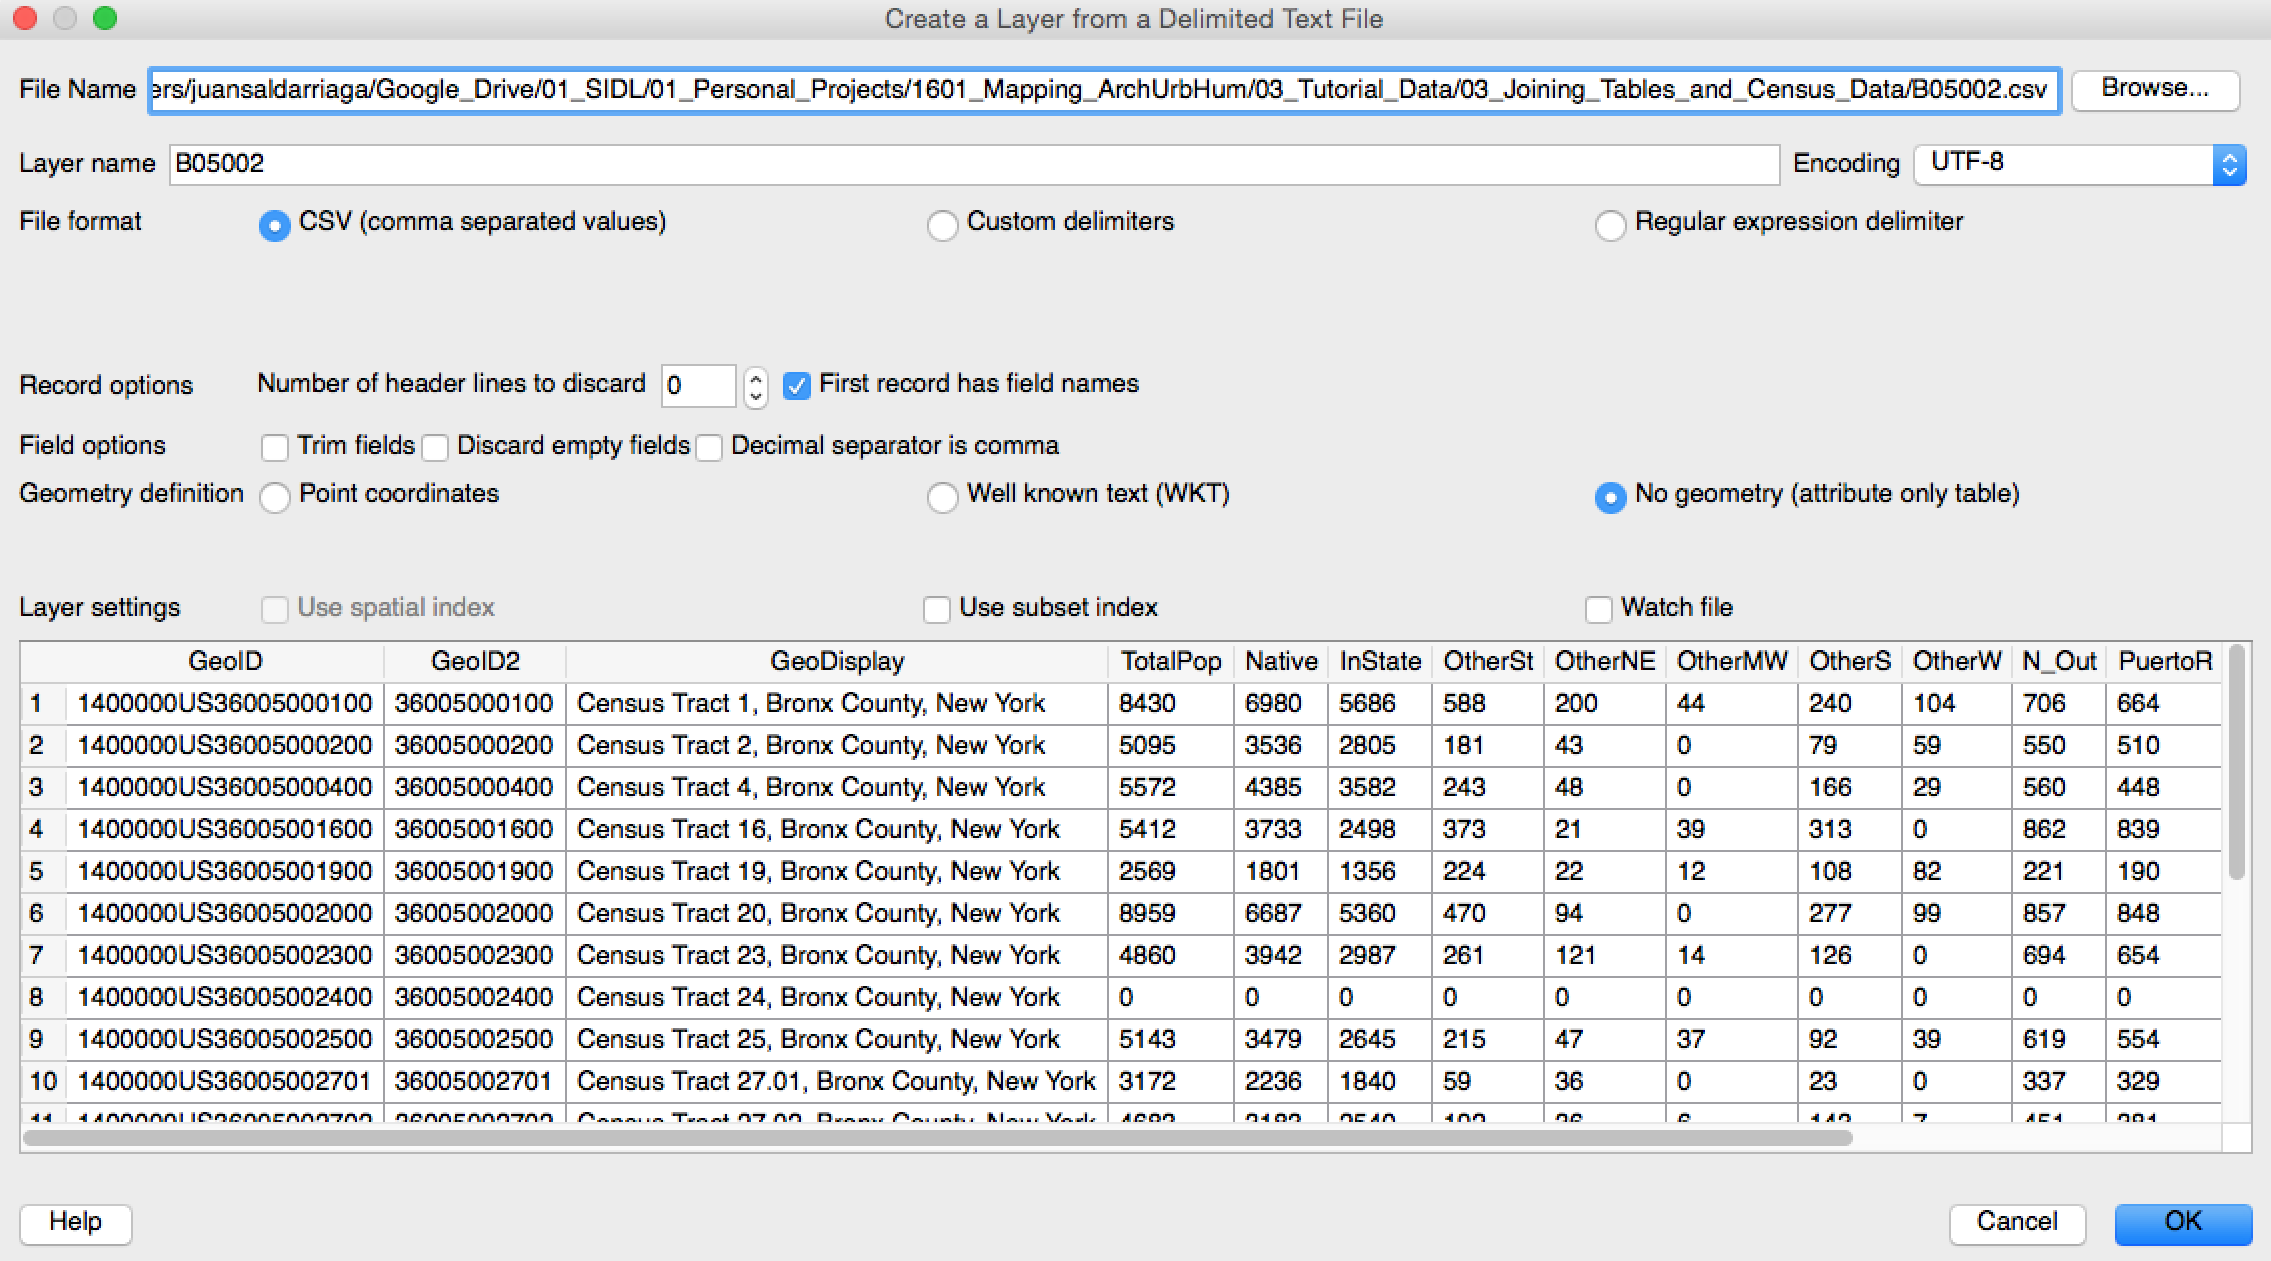 Create a Layer from a Delimited Text File
File Name ers/juansaldarriaga/Google_Drive/01_SIDL/01_Personal_Projects/1601_Mapping_ArchUrbHum/03_Tutorial_Data/03_Joining_Tables_and_Census_Data/B05002.csv Browse...
Layer name B05002 Encoding UTF-8
File format CSV (comma separated values) Custom delimiters Regular expression delimiter
Record options Number of header lines to discard 0 First record has field names
Field options Trim fields Discard empty fields Decimal separator is comma
Geometry definition Point coordinates Well known text (WKT) No geometry (attribute only table)
Layer settings Use spatial index Use subset index Watch file
GeoID GeoID2 GeoDisplay TotalPop Native InState OtherSt OtherNE OtherMW OtherS OtherW N_Out PuertoR
1 1400000US36005000100 36005000100 Census Tract 1, Bronx County, New York 8430 6980 5686 588 200 44 240 104 706 664
2 1400000US36005000200 36005000200 Census Tract 2, Bronx County, New York 5095 3536 2805 181 43 0 79 59 550 510
3 1400000US36005000400 36005000400 Census Tract 4, Bronx County, New York 5572 4385 3582 243 48 0 166 29 560 448
4 1400000US36005001600 36005001600 Census Tract 16, Bronx County, New York 5412 3733 2498 373 21 39 313 0 862 839
5 1400000US36005001900 36005001900 Census Tract 19, Bronx County, New York 2569 1801 1356 224 22 12 108 82 221 190
6 1400000US36005002000 36005002000 Census Tract 20, Bronx County, New York 8959 6687 5360 470 94 0 277 99 857 848
7 1400000US36005002300 36005002300 Census Tract 23, Bronx County, New York 4860 3942 2987 261 121 14 126 0 694 654
8 1400000US36005002400 36005002400 Census Tract 24, Bronx County, New York 0 0 0 0 0 0 0 0 0 0
9 1400000US36005002500 36005002500 Census Tract 25, Bronx County, New York 5143 3479 2645 215 47 37 92 39 619 554
10 1400000US36005002701 36005002701 Census Tract 27.01, Bronx County, New York 3172 2236 1840 59 36 0 23 0 337 329
11 1400000US36005002702 36005002702 Census Tract 27.02, Bronx County, New York
Help Cancel OK